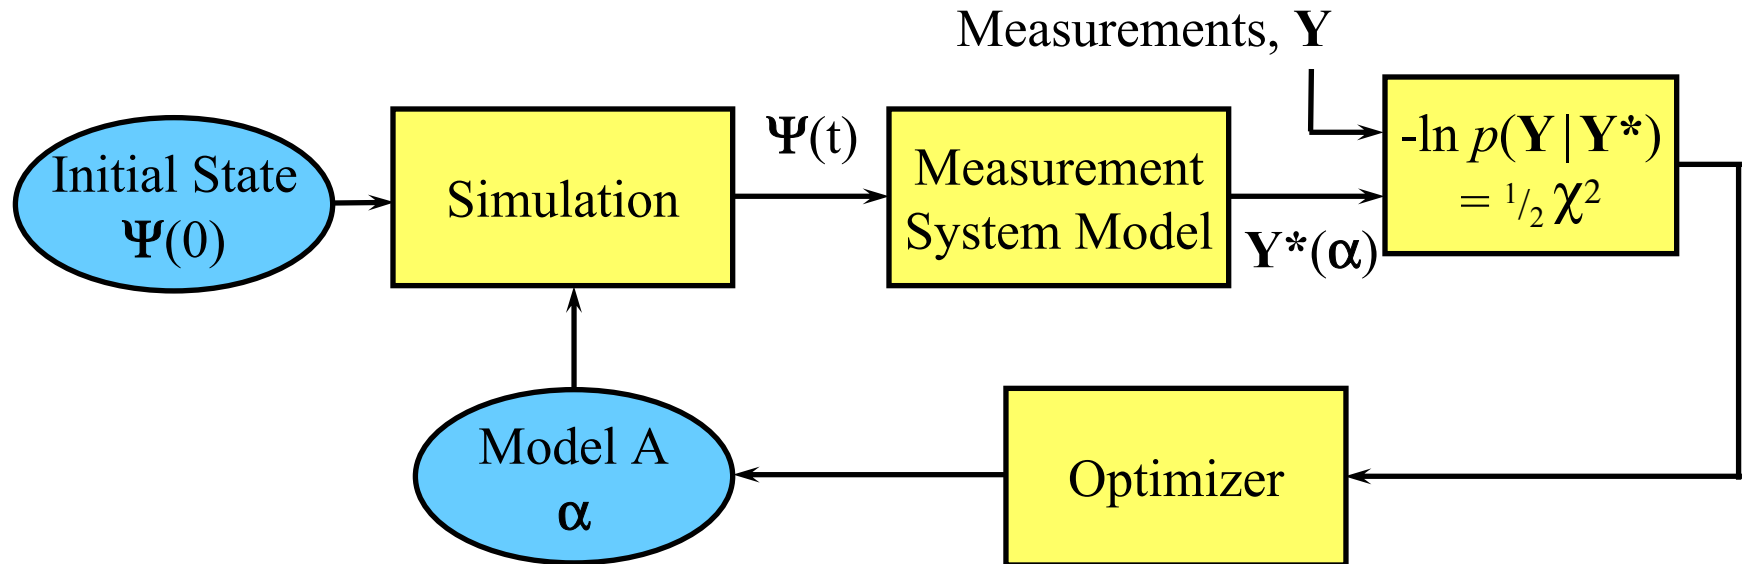 Measurements, Y
Initial State
Ψ(0)
Simulation
Ψ(t)
Measurement
System Model
Y*(α)
-ln p(Y|Y*)
= 1/2 χ²
Model A
α
Optimizer